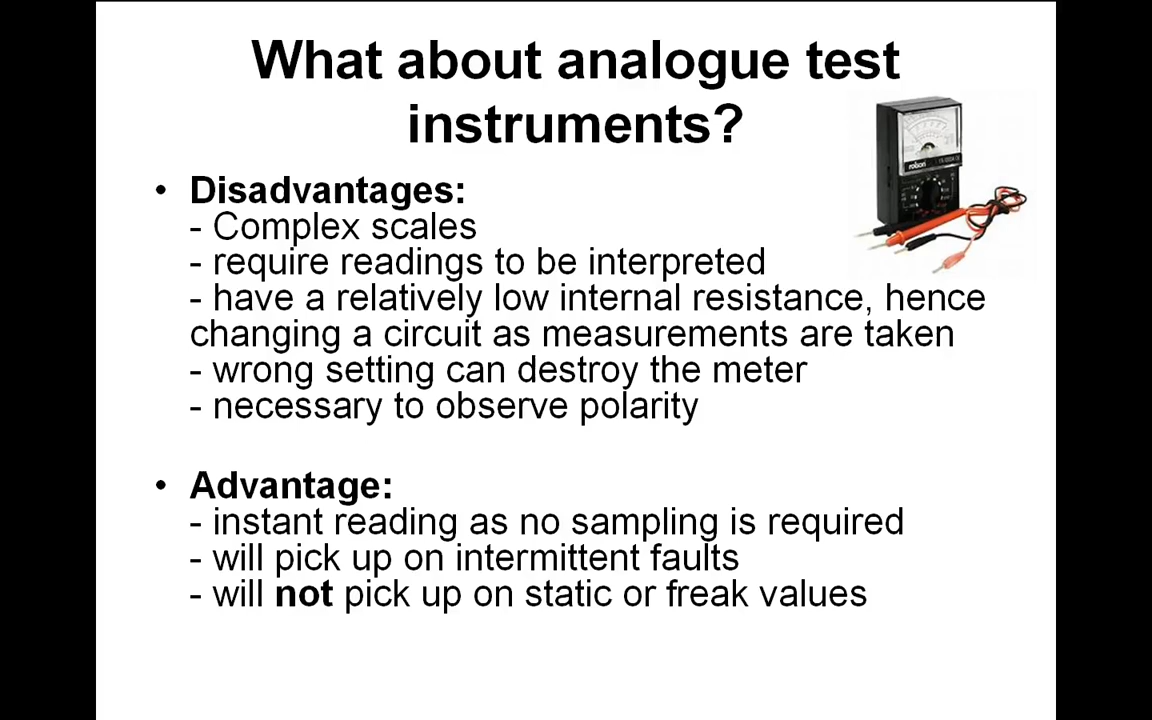 What about analogue test
instruments?
• Disadvantages:
- Complex scales
- require readings to be interpreted
- have a relatively low internal resistance, hence
changing a circuit as measurements are taken
- wrong setting can destroy the meter
- necessary to observe polarity
• Advantage:
- instant reading as no sampling is required
- will pick up on intermittent faults
- will not pick up on static or freak values
rolson